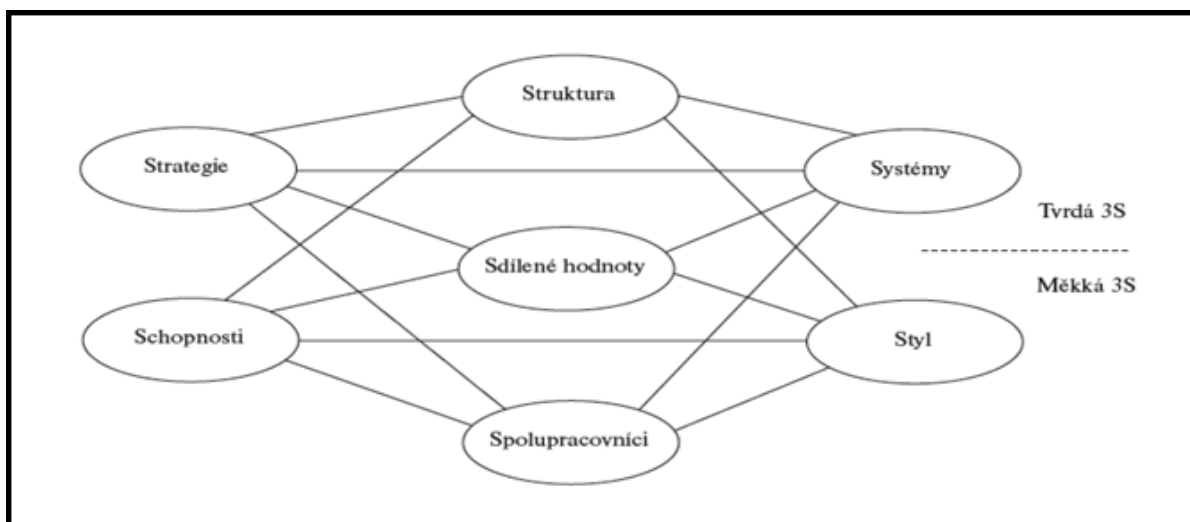 Struktura
Strategie
Systémy
Tvrdá 3S
Sdílené hodnoty
Měkká 3S
Schopnosti
Styl
Spolupracovníci